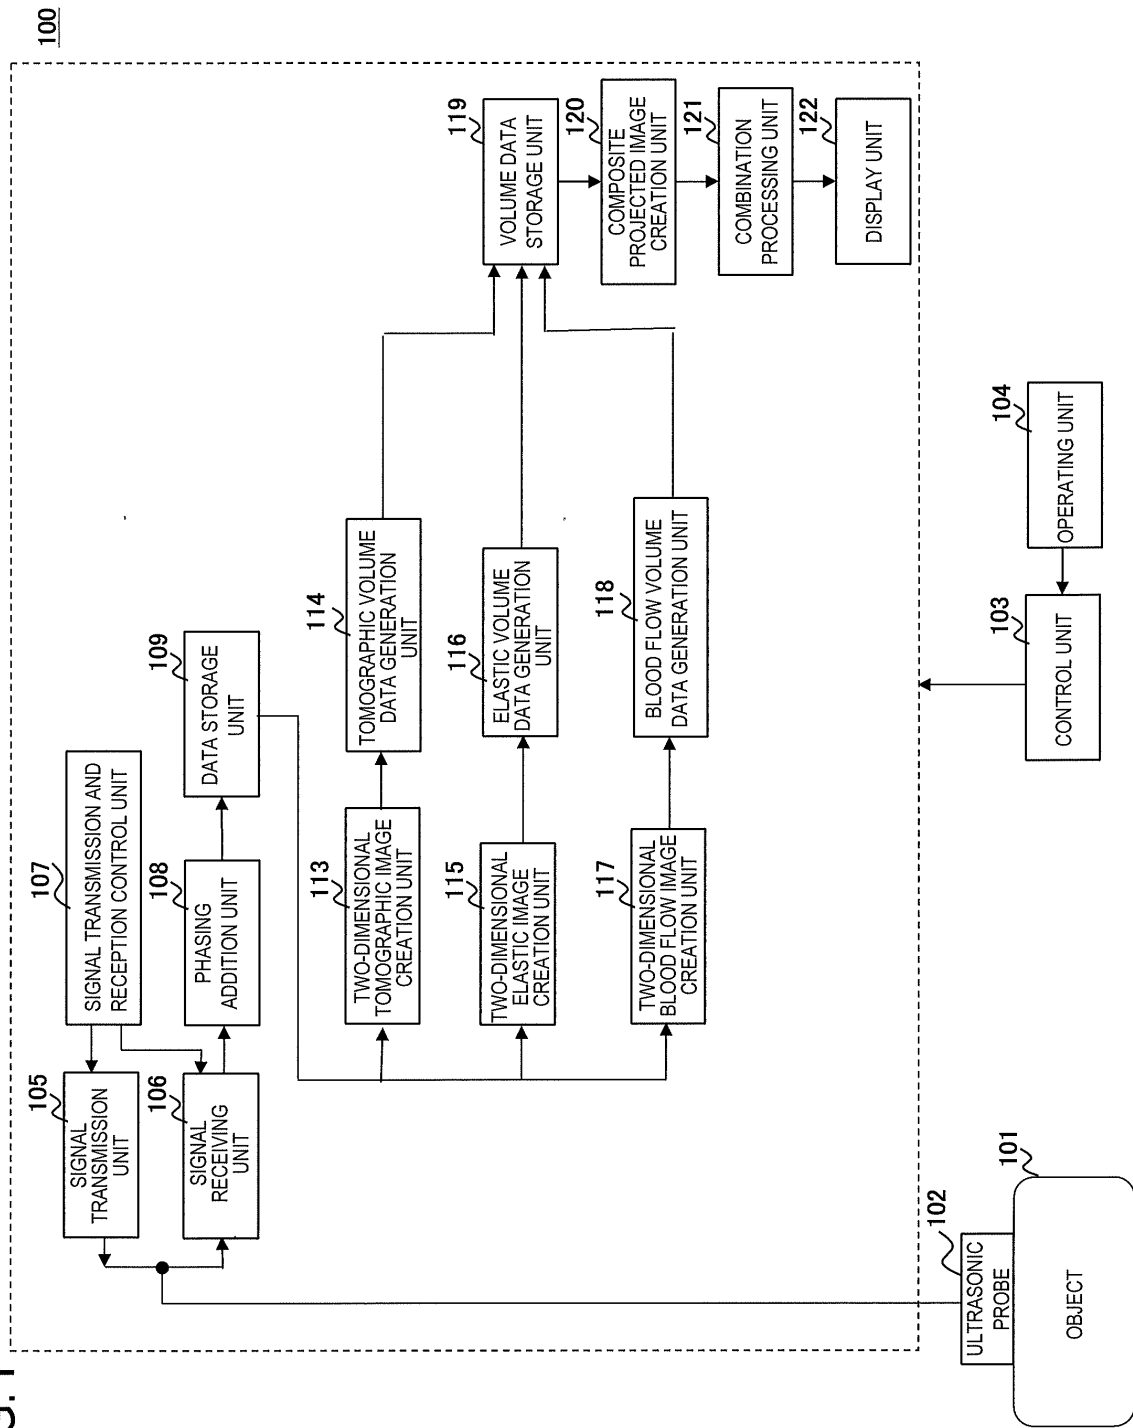 100
107
SIGNAL TRANSMISSION AND
RECEPTION CONTROL UNIT
105
SIGNAL
TRANSMISSION
UNIT
106
SIGNAL
RECEIVING
UNIT
108
PHASING
ADDITION UNIT
109
DATA STORAGE
UNIT
113
TWO-DIMENSIONAL
TOMOGRAPHIC IMAGE
CREATION UNIT
114
TOMOGRAPHIC VOLUME
DATA GENERATION
UNIT
115
TWO-DIMENSIONAL
ELASTIC IMAGE
CREATION UNIT
116
ELASTIC VOLUME
DATA GENERATION
UNIT
117
TWO-DIMENSIONAL
BLOOD FLOW IMAGE
CREATION UNIT
118
BLOOD FLOW VOLUME
DATA GENERATION UNIT
119
VOLUME DATA
STORAGE UNIT
120
COMPOSITE
PROJECTED IMAGE
CREATION UNIT
121
COMBINATION
PROCESSING UNIT
122
DISPLAY UNIT
102
ULTRASONIC
PROBE
101
OBJECT
103
CONTROL UNIT
104
OPERATING UNIT